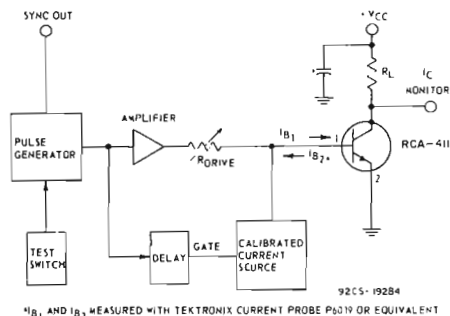 SYNC OUT
+ VCC
RL
IC
MONITOR
AMPLIFIER
PULSE
GENERATOR
RDRIVE
IB1
IB2*
1
RCA-411
2
TEST
SWITCH
DELAY
GATE
CALIBRATED
CURRENT
SOURCE
92CS-19284
*IB1 AND IB2 MEASURED WITH TEKTRONIX CURRENT PROBE P6019 OR EQUIVALENT